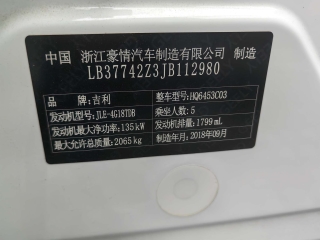 中国 浙江豪情汽车制造有限公司 制造
LB37742Z3JB112980
品牌:吉利 整车型号:HQ6453C03
发动机型号:JLE-4G18TDB 乘坐人数:5
发动机最大净功率:135kW 发动机排量:1799mL
最大允许总质量:2065kg 制造年月:2018年09月